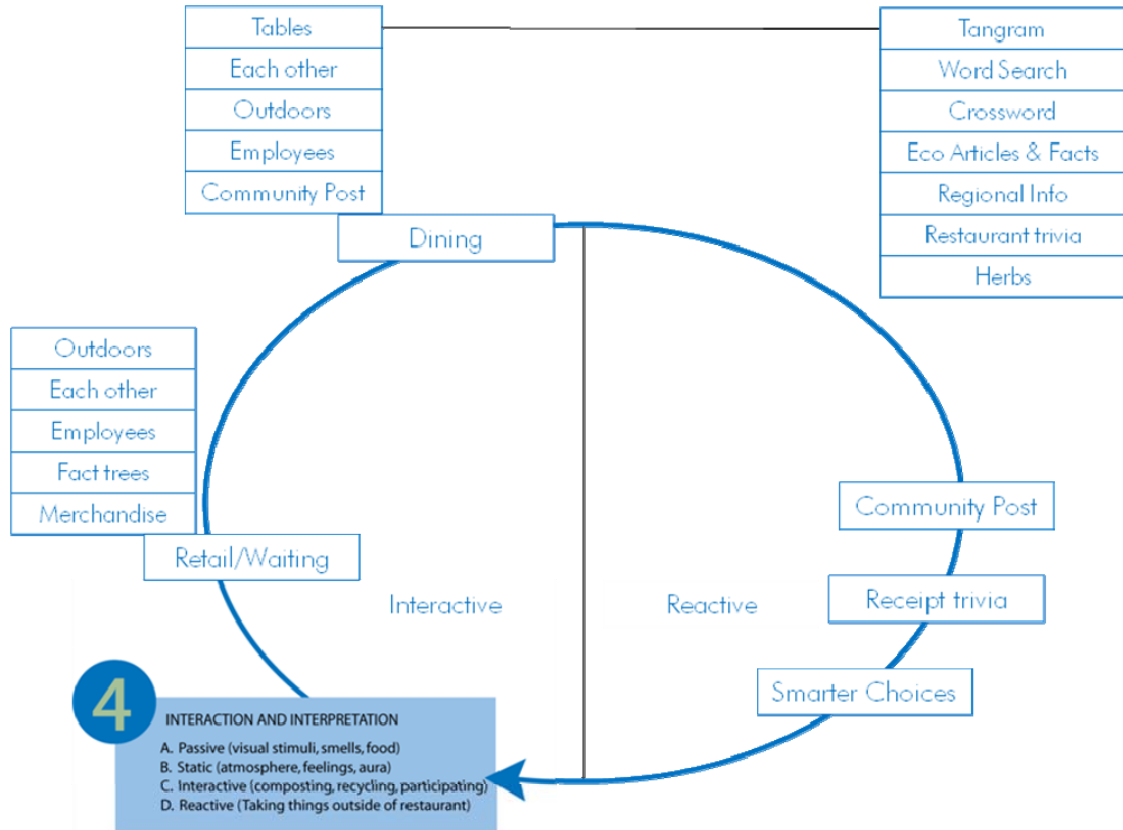 Tables
Each other
Outdoors
Employees
Community Post
Dining
Tangram
Word Search
Crossword
Eco Articles & Facts
Regional Info
Restaurant trivia
Herbs
Outdoors
Each other
Employees
Fact trees
Merchandise
Retail/Waiting
Interactive
Reactive
Community Post
Receipt trivia
Smarter Choices
4
INTERACTION AND INTERPRETATION
A. Passive (visual stimuli, smells, food)
B. Static (atmosphere, feelings, aura)
C. Interactive (composting, recycling, participating)
D. Reactive (Taking things outside of restaurant)